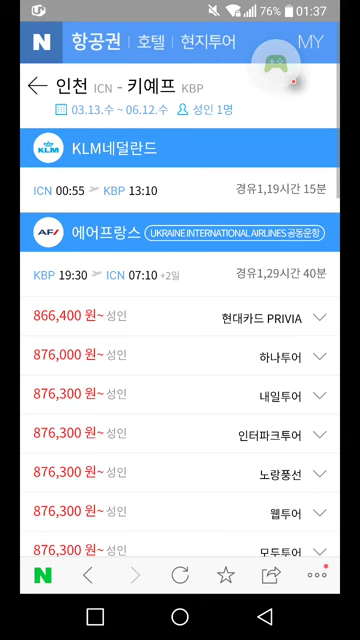 76% 01:37
N 항공권 호텔 현지투어 MY
인천 ICN - 키예프 KBP
03.13.수 ~ 06.12.수 성인 1명
KLM KLM네덜란드
ICN 00:55 KBP 13:10 경유1,19시간 15분
AF 에어프랑스 UKRAINE INTERNATIONAL AIRLINES 공동운항
KBP 19:30 ICN 07:10 +2일 경유1,29시간 40분
866,400 원~ 성인 현대카드 PRIVIA
876,000 원~ 성인 하나투어
876,300 원~ 성인 내일투어
876,300 원~ 성인 인터파크투어
876,300 원~ 성인 노랑풍선
876,300 원~ 성인 웹투어
876,300 원~ 성인 모두투어
N